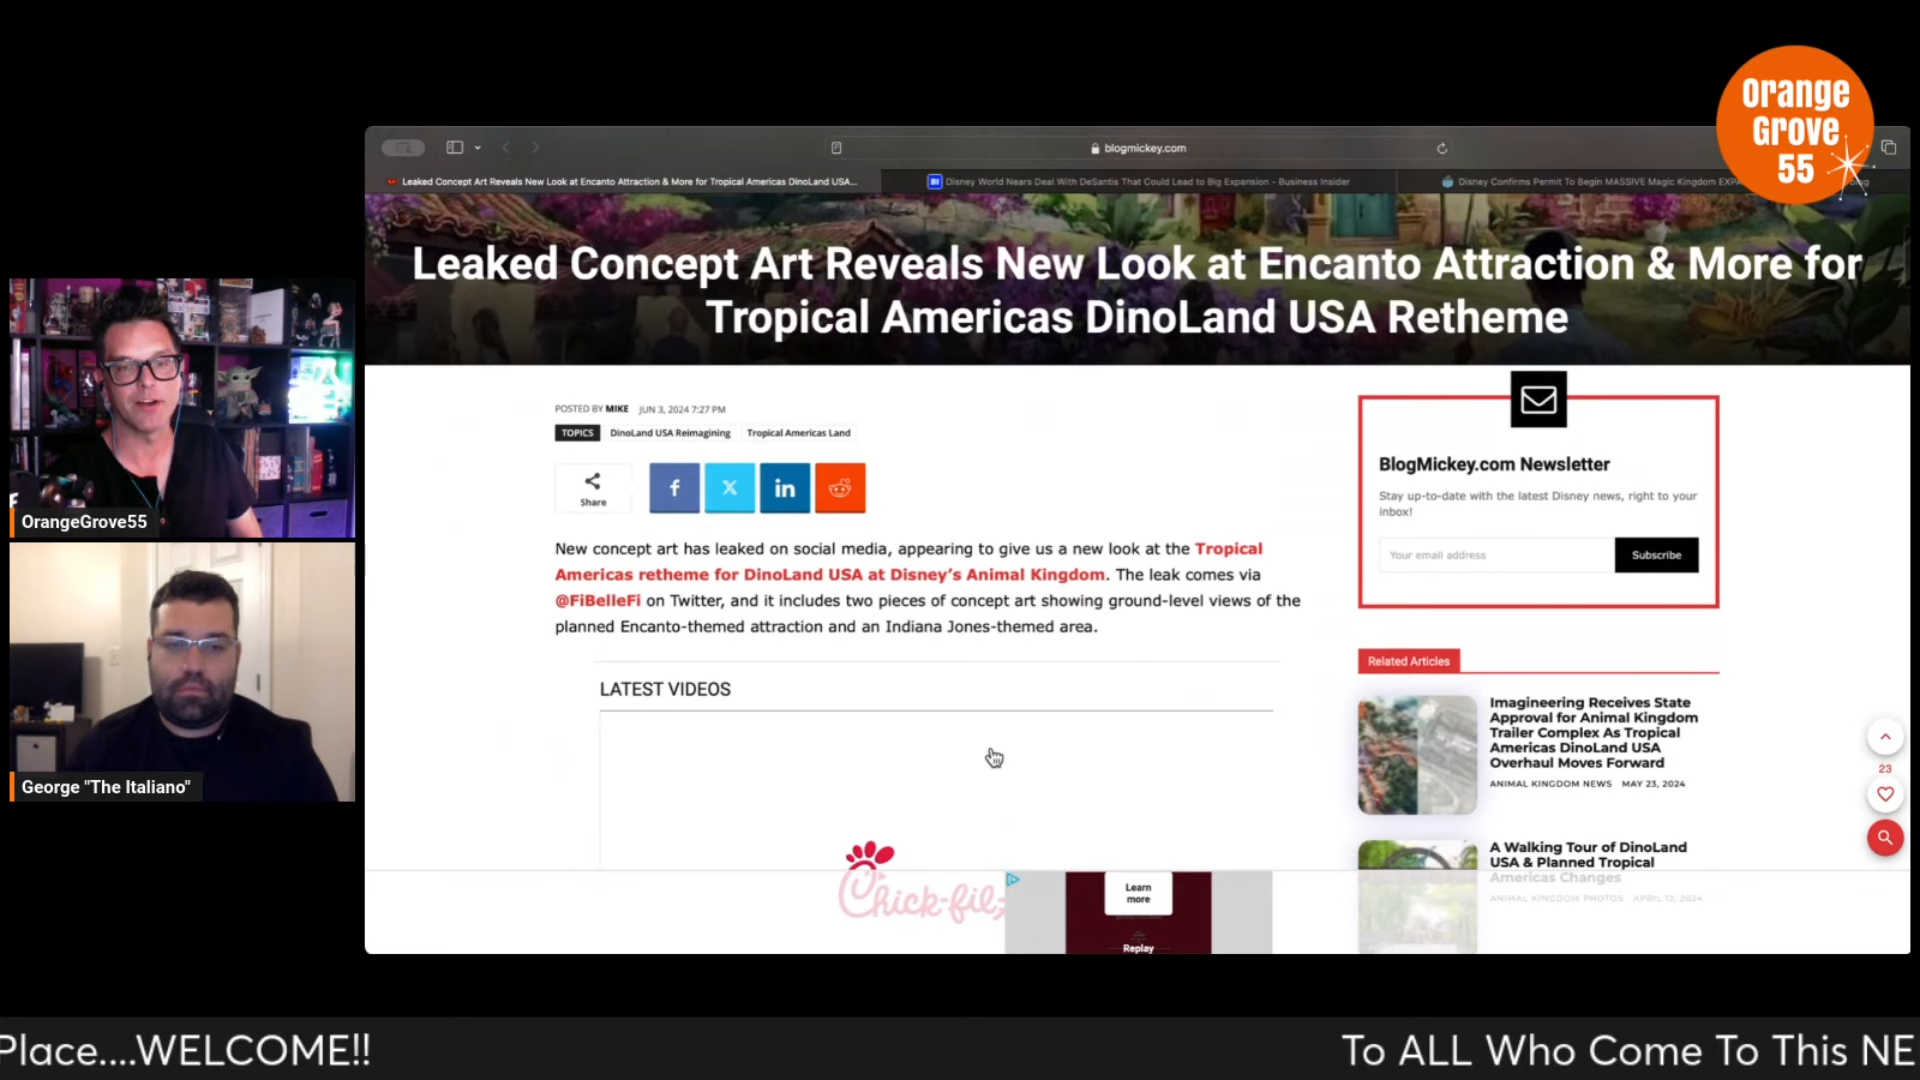 Orange
Grove
55
blogmickey.com
Leaked Concept Art Reveals New Look at Encanto Attraction & More for Tropical Americas DinoLand USA...
BI Disney World Nears Deal With DeSantis That Could Lead to Big Expansion - Business Insider
Disney Confirms Permit To Begin MASSIVE Magic Kingdom
Leaked Concept Art Reveals New Look at Encanto Attraction & More for
Tropical Americas DinoLand USA Retheme
POSTED BY MIKE JUN 3, 2024 7:27 PM
TOPICS DinoLand USA Reimagining Tropical Americas Land
Share
New concept art has leaked on social media, appearing to give us a new look at the Tropical
Americas retheme for DinoLand USA at Disney's Animal Kingdom. The leak comes via
@FiBelleFi on Twitter, and it includes two pieces of concept art showing ground-level views of the
planned Encanto-themed attraction and an Indiana Jones-themed area.
LATEST VIDEOS
Chick-fil
Learn
more
Replay
BlogMickey.com Newsletter
Stay up-to-date with the latest Disney news, right to your
inbox!
Your email address
Subscribe
Related Articles
Imagineering Receives State
Approval for Animal Kingdom
Trailer Complex As Tropical
Americas DinoLand USA
Overhaul Moves Forward
ANIMAL KINGDOM NEWS MAY 23, 2024
A Walking Tour of DinoLand
USA & Planned Tropical
Americas Changes
ANIMAL KINGDOM PHOTOS APRIL 12, 2024
23
OrangeGrove55
George "The Italiano"
Place....WELCOME!!
To ALL Who Come To This NE